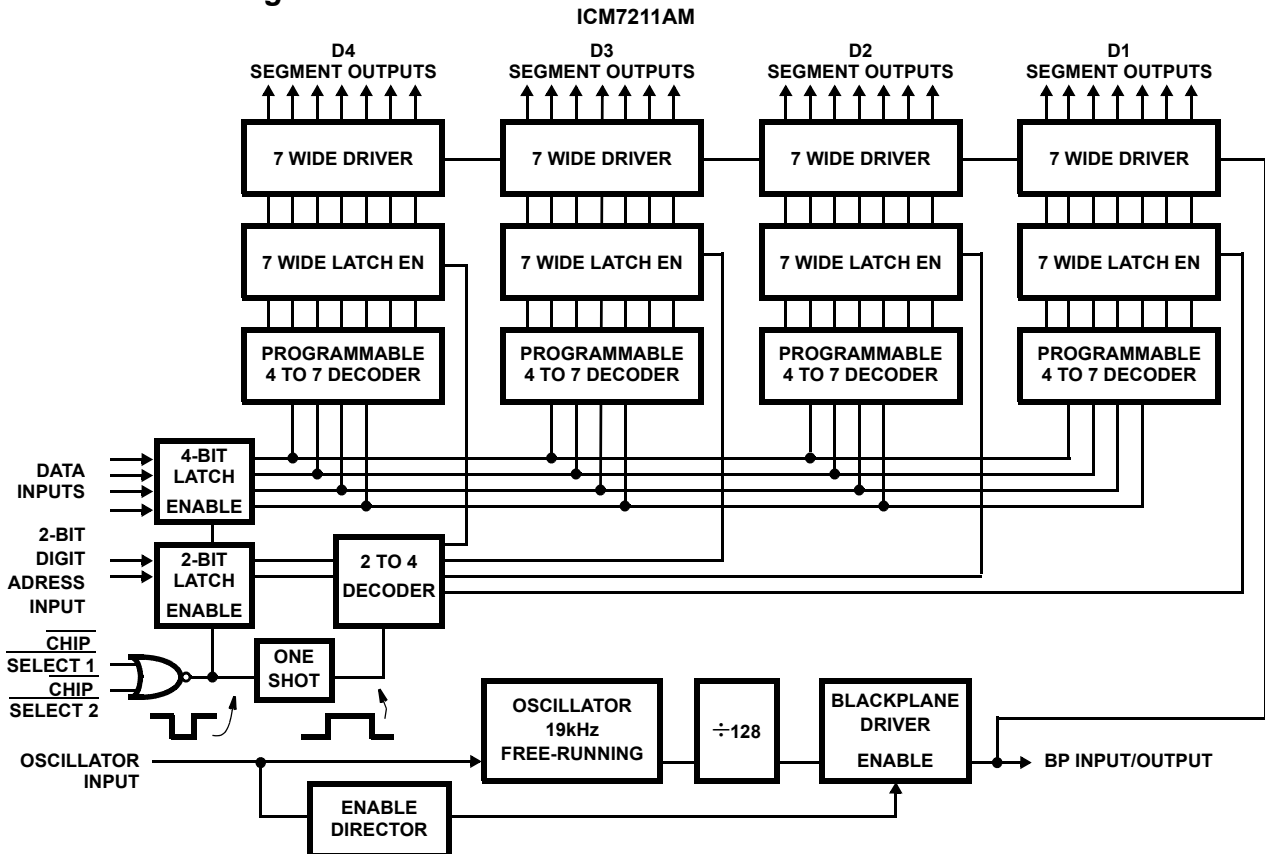 ICM7211AM
D4
SEGMENT OUTPUTS
D3
SEGMENT OUTPUTS
D2
SEGMENT OUTPUTS
D1
SEGMENT OUTPUTS
7 WIDE DRIVER
7 WIDE DRIVER
7 WIDE DRIVER
7 WIDE DRIVER
7 WIDE LATCH EN
7 WIDE LATCH EN
7 WIDE LATCH EN
7 WIDE LATCH EN
PROGRAMMABLE
4 TO 7 DECODER
PROGRAMMABLE
4 TO 7 DECODER
PROGRAMMABLE
4 TO 7 DECODER
PROGRAMMABLE
4 TO 7 DECODER
DATA
INPUTS
4-BIT
LATCH
ENABLE
2-BIT
DIGIT
ADRESS
INPUT
2-BIT
LATCH
ENABLE
2 TO 4
DECODER
CHIP
SELECT 1
CHIP
SELECT 2
ONE
SHOT
OSCILLATOR
19kHz
FREE-RUNNING
÷128
BLACKPLANE
DRIVER
ENABLE
BP INPUT/OUTPUT
OSCILLATOR
INPUT
ENABLE
DIRECTOR